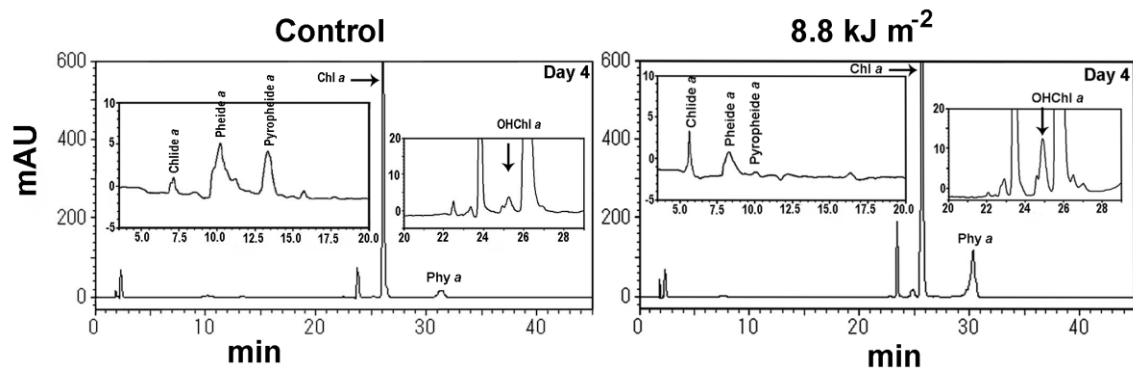 Control
mAU
600
400
300
200
0
0 10 20 30 40
min
Chl a
Day 4
10
5
0
-5
5.0 7.5 10.0 12.5 15.0 17.5 20.0
Chlide a
Pheide a
Pyropheide a
20
10
0
20 22 24 26 28
OHChl a
Phy a
8.8 kJ m-2
600
400
300
200
0
0 10 20 30 40
min
Chl a
Day 4
10
5
0
-5
5.0 7.5 10.0 12.5 15.0 17.5 20.0
Chlide a
Pheide a
Pyropheide a
20
10
0
20 22 24 26 28
OHChl a
Phy a